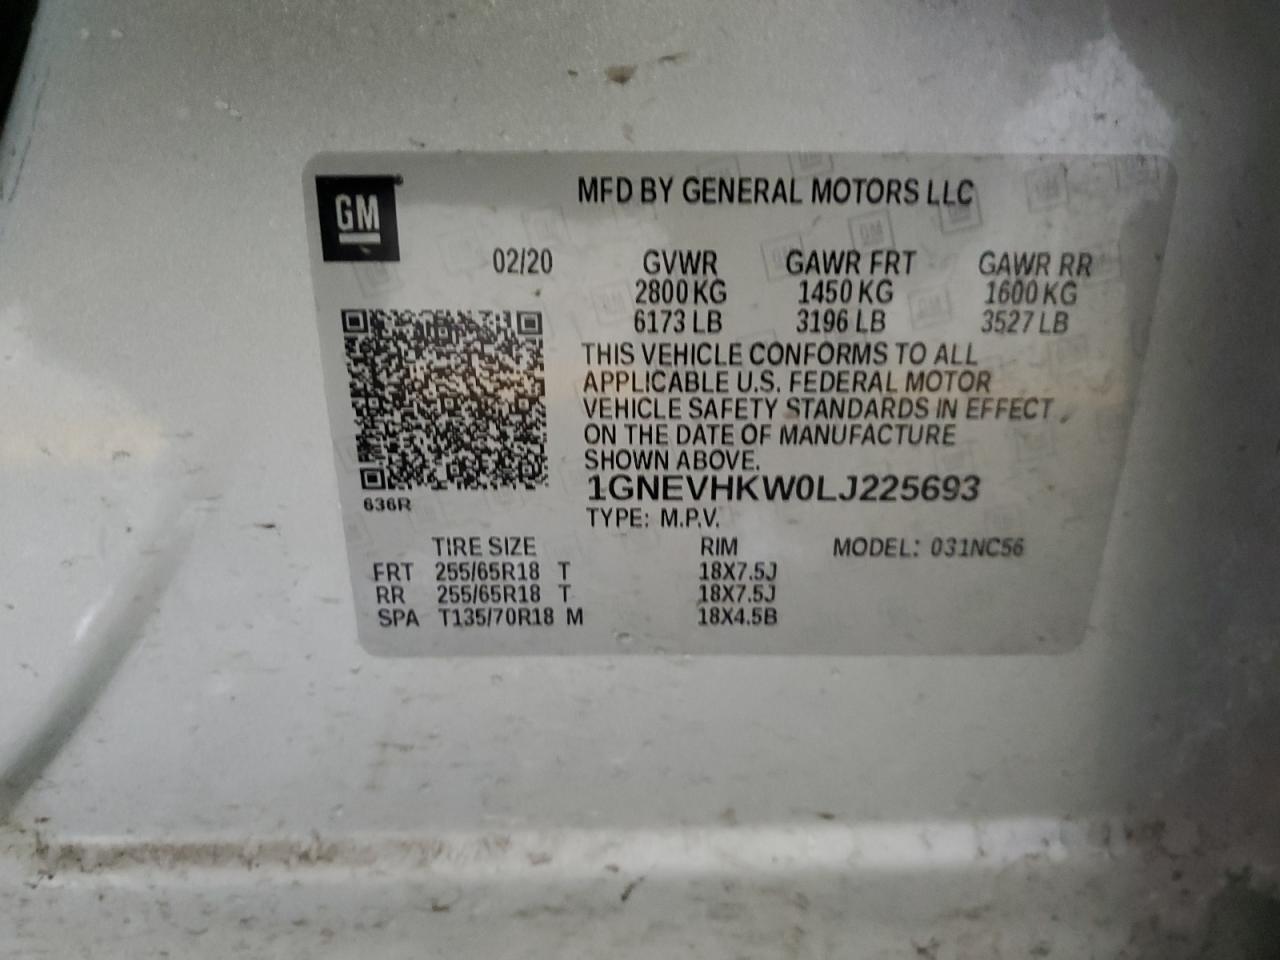 GM
MFD BY GENERAL MOTORS LLC
02/20 GVWR GAWR FRT GAWR RR
2800 KG 1450 KG 1600 KG
6173 LB 3196 LB 3527 LB
THIS VEHICLE CONFORMS TO ALL
APPLICABLE U.S. FEDERAL MOTOR
VEHICLE SAFETY STANDARDS IN EFFECT
ON THE DATE OF MANUFACTURE
SHOWN ABOVE.
1GNEVHKW0LJ225693
636R
TYPE: M.P.V.
TIRE SIZE RIM MODEL: 031NC56
FRT 255/65R18 T 18X7.5J
RR 255/65R18 T 18X7.5J
SPA T135/70R18 M 18X4.5B